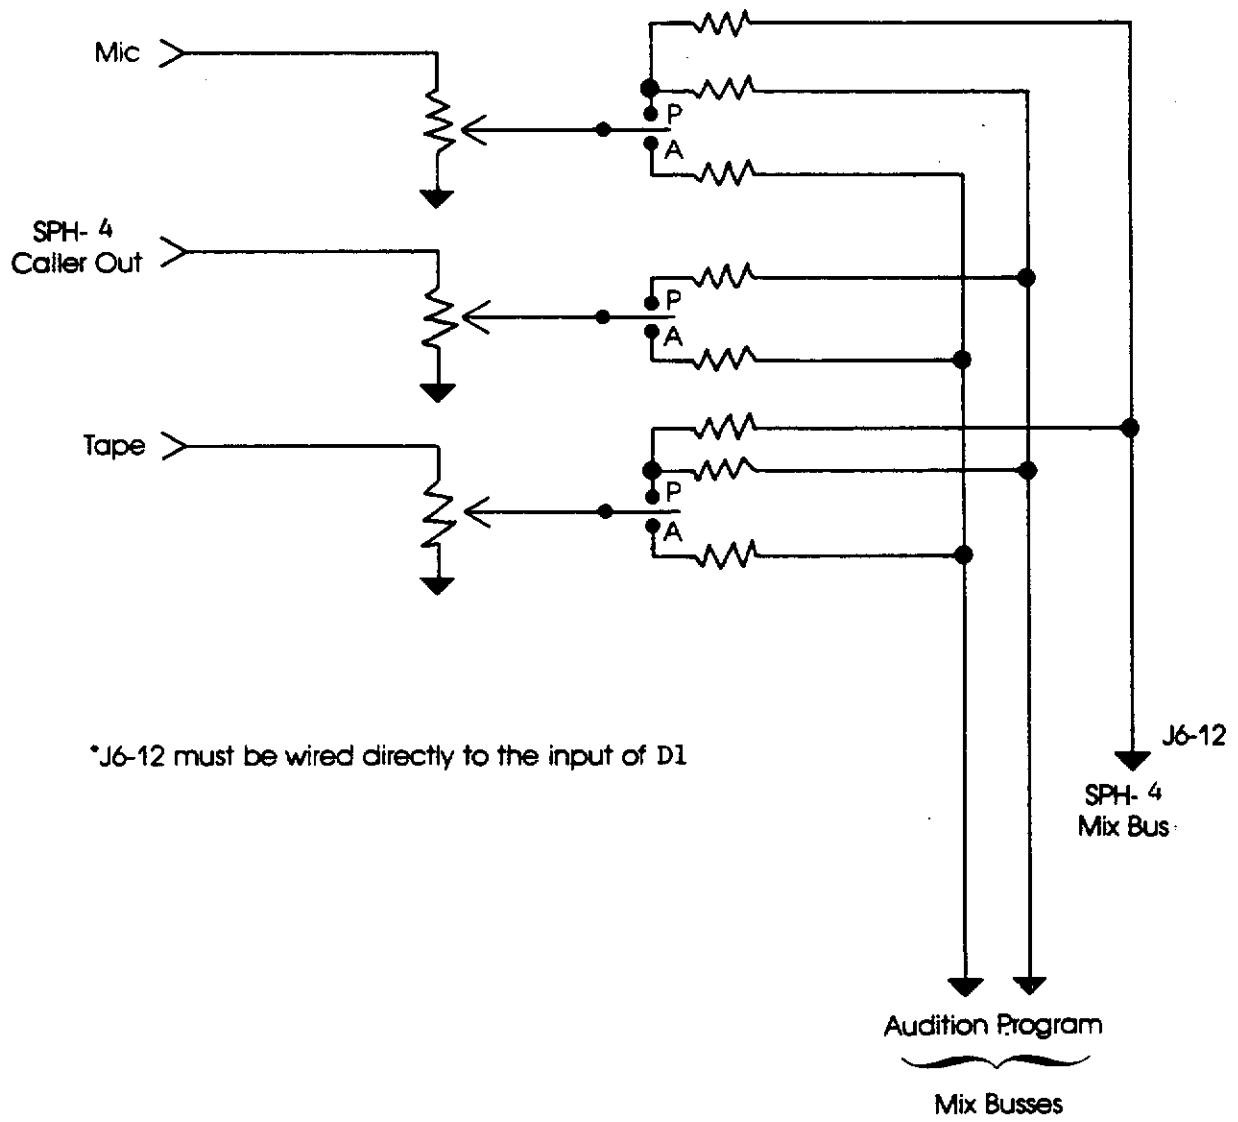 Mic
P
A
SPH- 4
Caller Out
P
A
Tape
P
A
*J6-12 must be wired directly to the input of D1
J6-12
SPH- 4
Mix Bus
Audition Program
Mix Busses